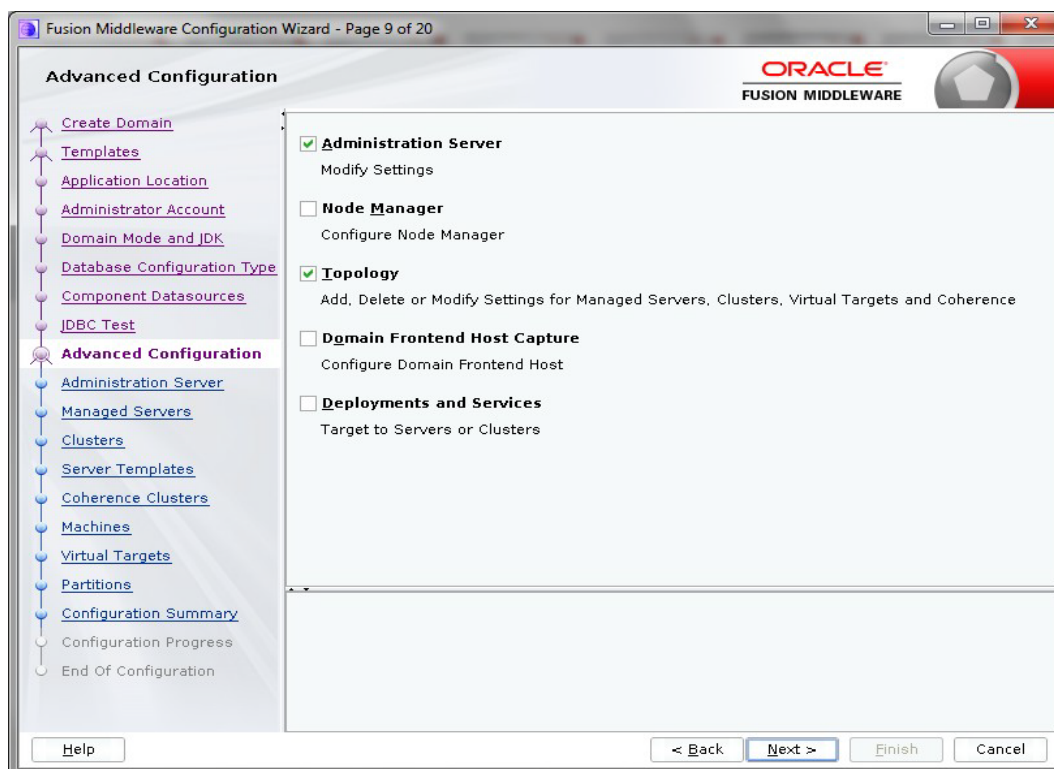 Fusion Middleware Configuration Wizard - Page 9 of 20
Advanced Configuration
ORACLE
FUSION MIDDLEWARE
Create Domain
Templates
Application Location
Administrator Account
Domain Mode and JDK
Database Configuration Type
Component Datasources
JDBC Test
Advanced Configuration
Administration Server
Managed Servers
Clusters
Server Templates
Coherence Clusters
Machines
Virtual Targets
Partitions
Configuration Summary
Configuration Progress
End Of Configuration
Administration Server
Modify Settings
Node Manager
Configure Node Manager
Topology
Add, Delete or Modify Settings for Managed Servers, Clusters, Virtual Targets and Coherence
Domain Frontend Host Capture
Configure Domain Frontend Host
Deployments and Services
Target to Servers or Clusters
Help
< Back
Next >
Finish
Cancel